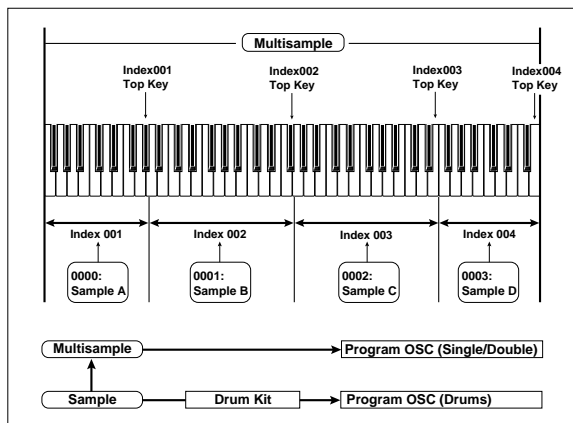 Multisample
Index001 Index002 Index003 Index004
Top Key Top Key Top Key Top Key
Index 001 Index 002 Index 003 Index 004
0000: 0001: 0002: 0003:
Sample A Sample B Sample C Sample D
Multisample Program OSC (Single/Double)
Sample Drum Kit Program OSC (Drums)